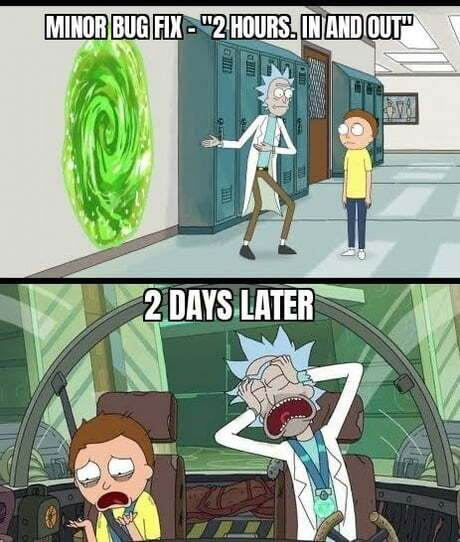 MINOR BUG FIX - "2 HOURS. IN AND OUT"
2 DAYS LATER